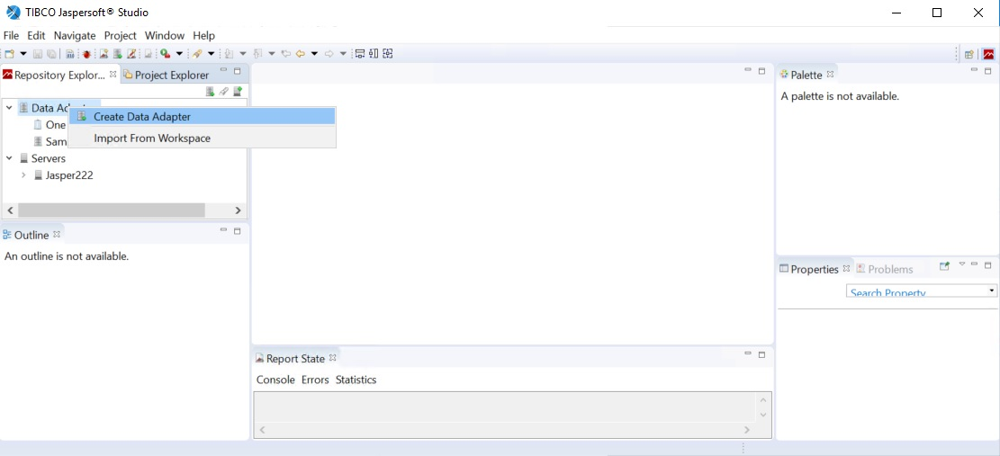 TIBCO Jaspersoft® Studio
File Edit Navigate Project Window Help
Repository Explor... Project Explorer
Data Ad
Create Data Adapter
One
Import From Workspace
Sam
Servers
Jasper222
Outline
An outline is not available.
Palette
A palette is not available.
Properties Problems
Search Property
Report State
Console Errors Statistics